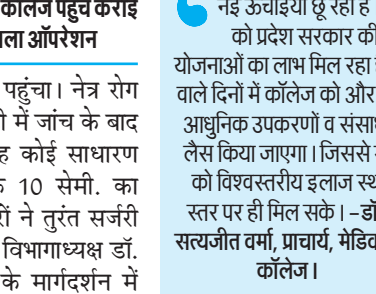 कॉलेज पहुंच कराई
ऑपरेशन
पहुंचा। नेत्र रोग
में जांच के बाद
कोई साधारण
10 सेमी. का
ने तुरंत सर्जरी
विभागाध्यक्ष डॉ.
के मार्गदर्शन में
नई ऊंचाइयां छू रहा है
को प्रदेश सरकार की
योजनाओं का लाभ मिल रहा
वाले दिनों में कॉलेज को और
आधुनिक उपकरणों व
लैस किया जाएगा। जिससे
को विश्वस्तरीय इलाज
स्तर पर ही मिल सके। –डॉ
सत्यजीत वर्मा, प्राचार्य,
कॉलेज।